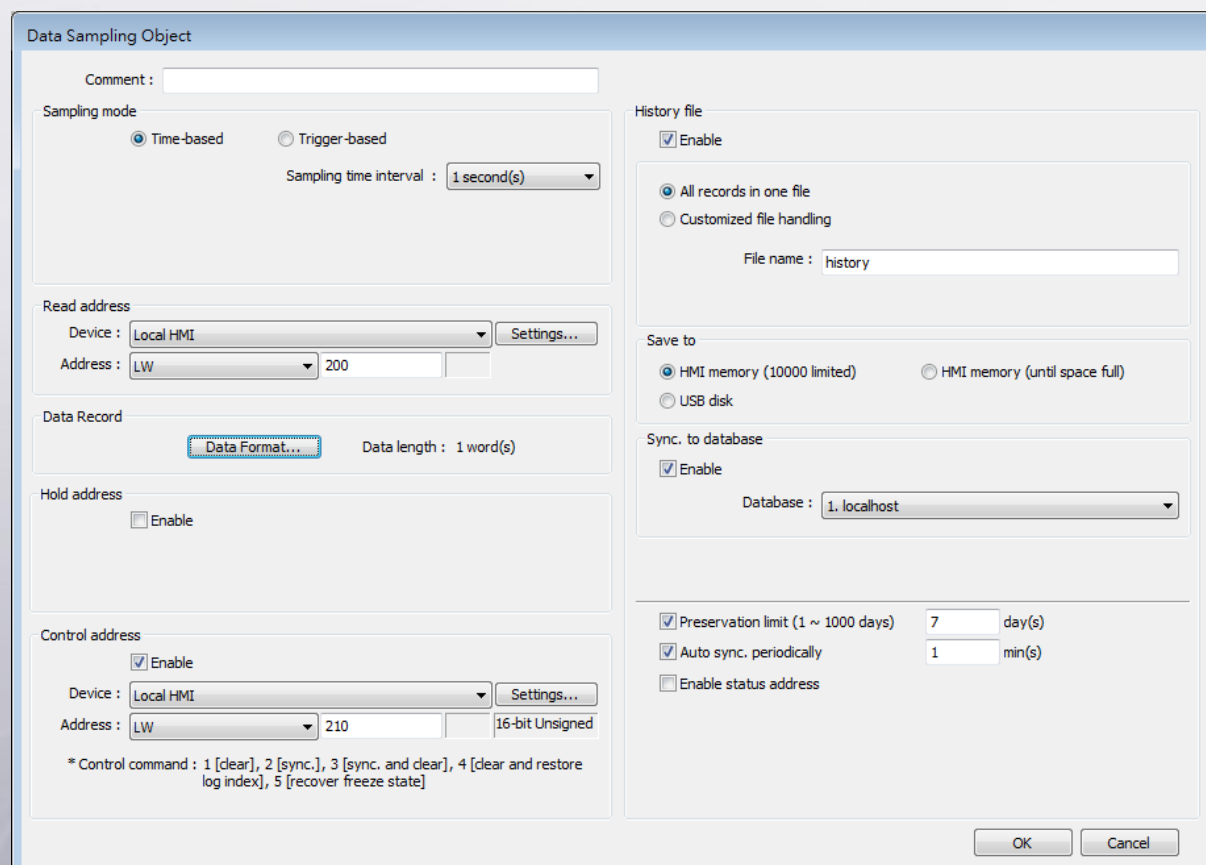 Data Sampling Object
Comment :
Sampling mode
Time-based Trigger-based
Sampling time interval : 1 second(s)
Read address
Device : Local HMI Settings...
Address : LW 200
Data Record
Data Format... Data length : 1 word(s)
Hold address
Enable
Control address
Enable
Device : Local HMI Settings...
Address : LW 210 16-bit Unsigned
* Control command : 1 [clear], 2 [sync.], 3 [sync. and clear], 4 [clear and restore
log index], 5 [recover freeze state]
History file
Enable
All records in one file
Customized file handling
File name : history
Save to
HMI memory (10000 limited) HMI memory (until space full)
USB disk
Sync. to database
Enable
Database : 1. localhost
Preservation limit (1 ~ 1000 days) 7 day(s)
Auto sync. periodically 1 min(s)
Enable status address
OK Cancel